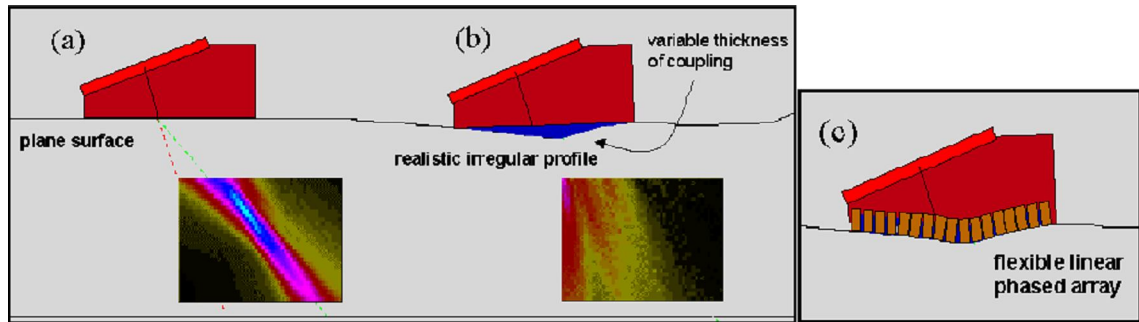 (a)
plane surface
(b)
variable thickness
of coupling
realistic irregular profile
(c)
flexible linear
phased array